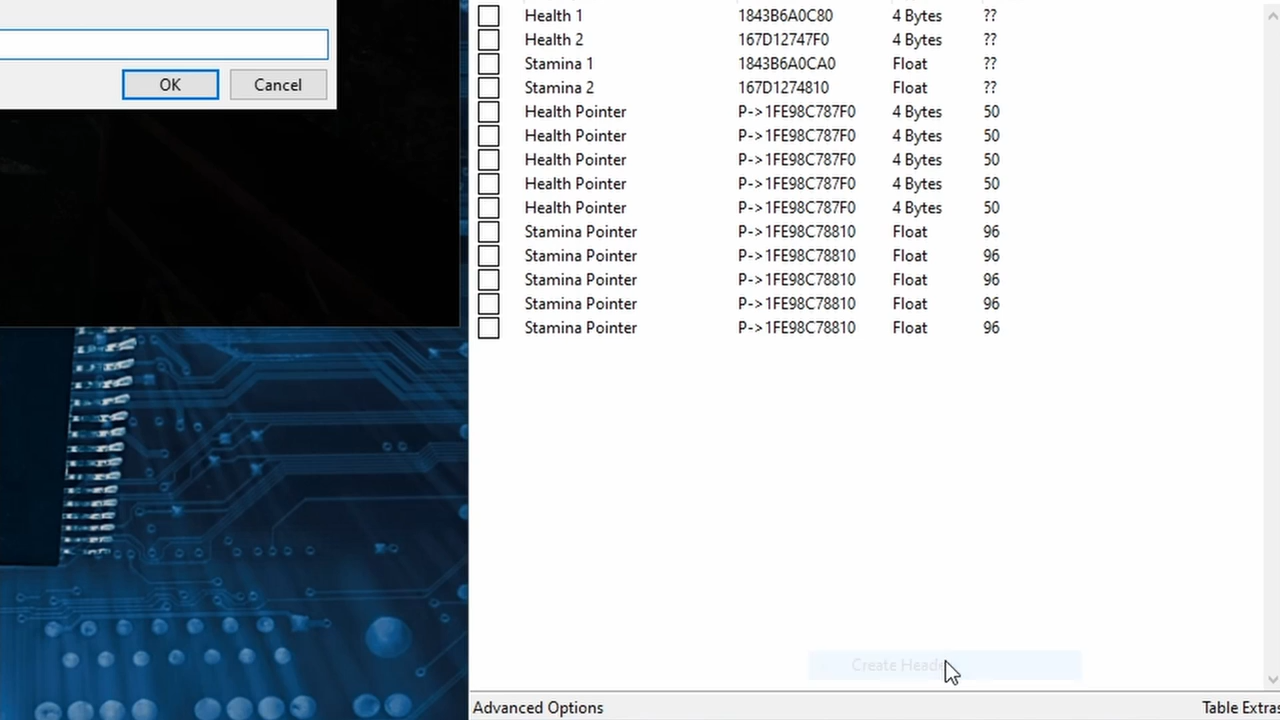 Health 1 1843B6A0C80 4 Bytes ??
Health 2 167D12747F0 4 Bytes ??
Stamina 1 1843B6A0CA0 Float ??
Stamina 2 167D1274810 Float ??
OK Cancel
Health Pointer P->1FE98C787F0 4 Bytes 50
Health Pointer P->1FE98C787F0 4 Bytes 50
Health Pointer P->1FE98C787F0 4 Bytes 50
Health Pointer P->1FE98C787F0 4 Bytes 50
Health Pointer P->1FE98C787F0 4 Bytes 50
Stamina Pointer P->1FE98C78810 Float 96
Stamina Pointer P->1FE98C78810 Float 96
Stamina Pointer P->1FE98C78810 Float 96
Stamina Pointer P->1FE98C78810 Float 96
Stamina Pointer P->1FE98C78810 Float 96
Create Heade
Advanced Options Table Extras